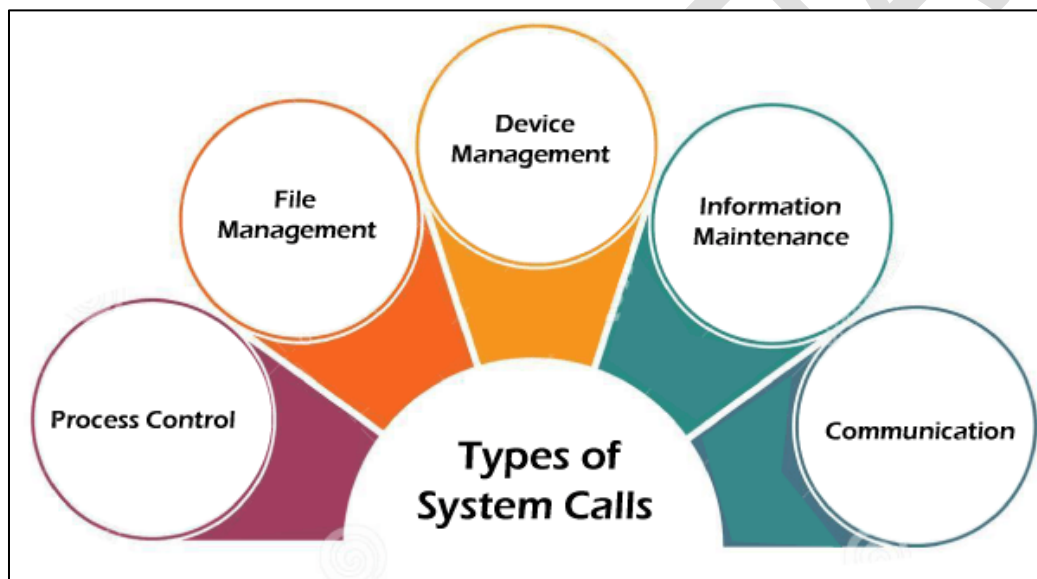 Device
Management
File
Management
Information
Maintenance
Process Control
Communication
Types of
System Calls